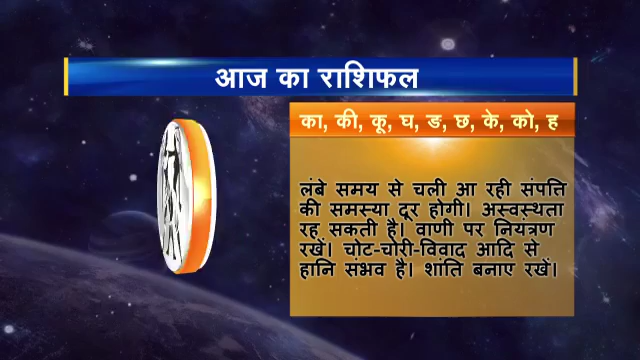 आज का राशिफल
का, की, कू, घ, ङ, छ, के, को, ह
लंबे समय से चली आ रही संपत्ति
की समस्या दूर होगी। अस्वस्थता
रह सकती है। वाणी पर नियंत्रण
रखें। चोट-चोरी-विवाद आदि से
हानि संभव है। शांति बनाए रखें।